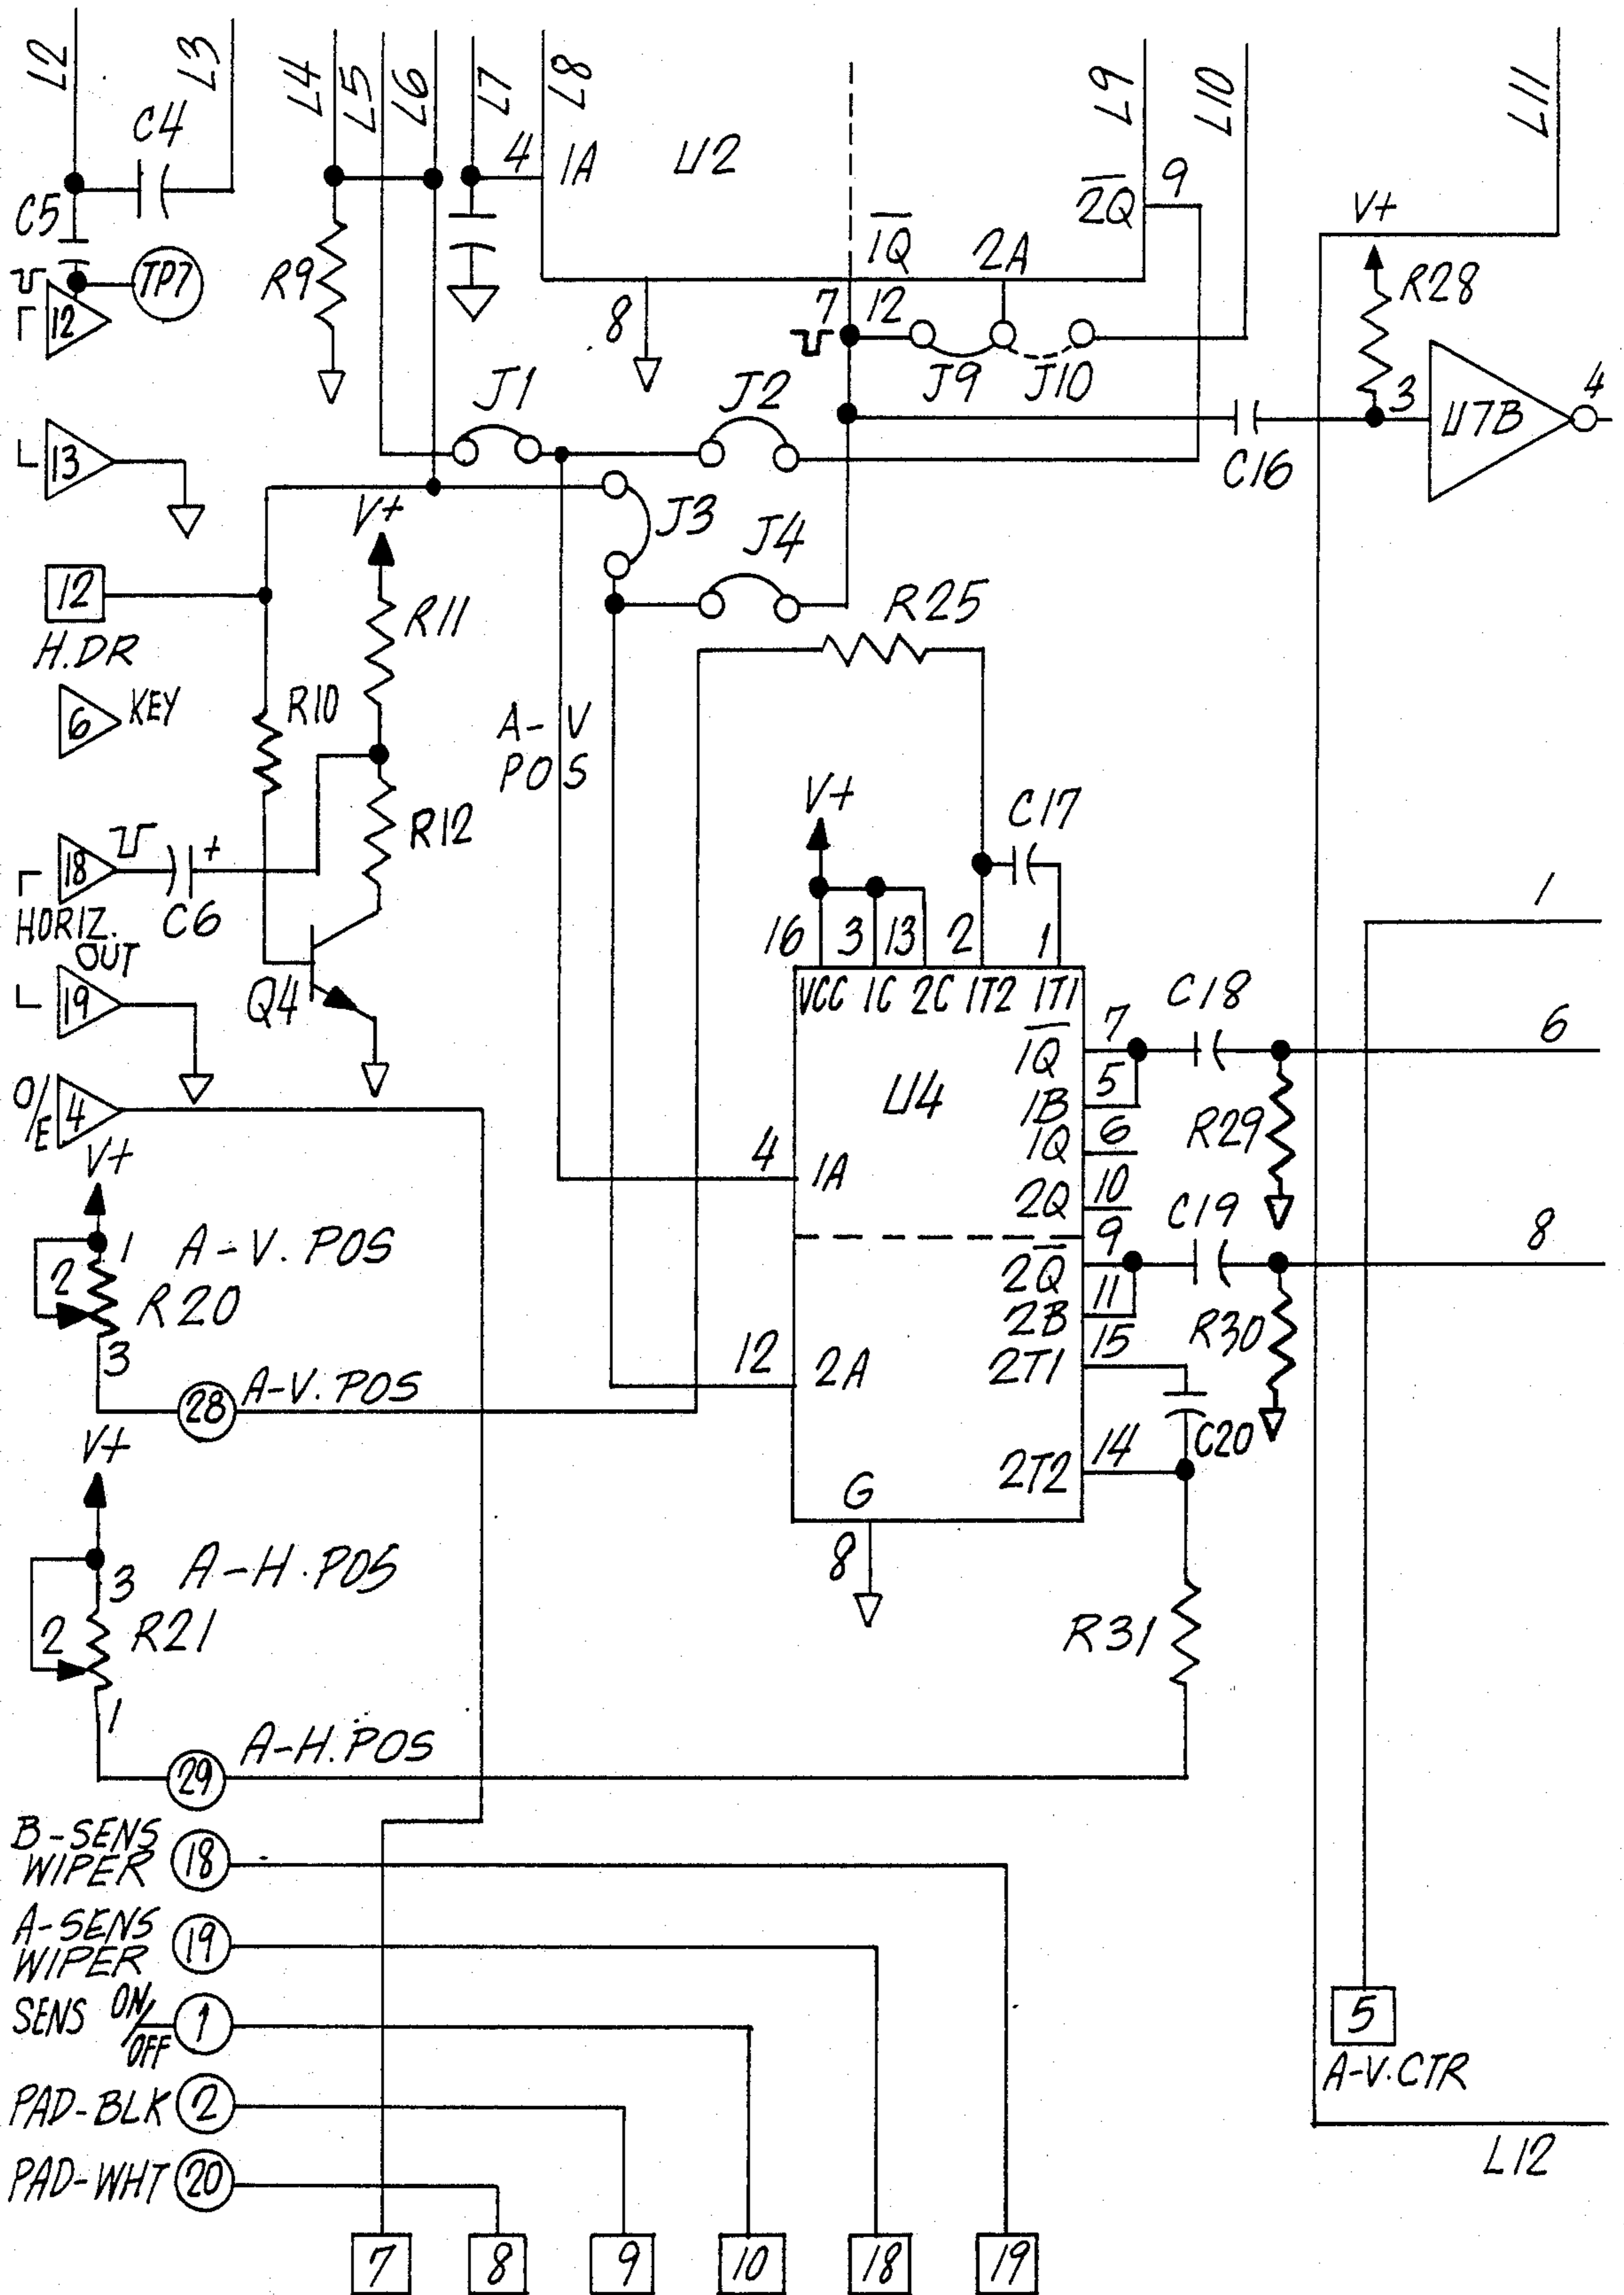 L2
L3
L4
L5
L6
L7
L8
L9
L10
L11
C4
4
1A
U2
2Q
9
C5
V+
1Q
2A
TP7
R9
R28
12
8
7
12
J9
J10
3
U7B
4
J1
J2
C16
13
J3
V+
J4
12
R25
R11
H.DR
6
KEY
R10
A-V
POS
V+
C17
R12
18
+
HORIZ.
OUT
C6
1
16
3
13
2
1
19
Q4
VCC
1C
2C
1T2
1T1
C18
7
6
1Q
5
O/E
4
U4
1B
1Q
6
R29
V+
4
1A
2Q
10
C19
9
8
1
A-V. POS
2
R20
2Q
11
2B
15
R30
3
12
2A
2T1
28
A-V. POS
C20
V+
14
2T2
G
3
A-H. POS
8
2
R21
R31
1
A-H. POS
29
B-SENS
WIPER
18
A-SENS
WIPER
19
SENS ON/OFF
1
5
A-V.CTR
PAD-BLK
2
L12
PAD-WHT
20
7
8
9
10
18
19